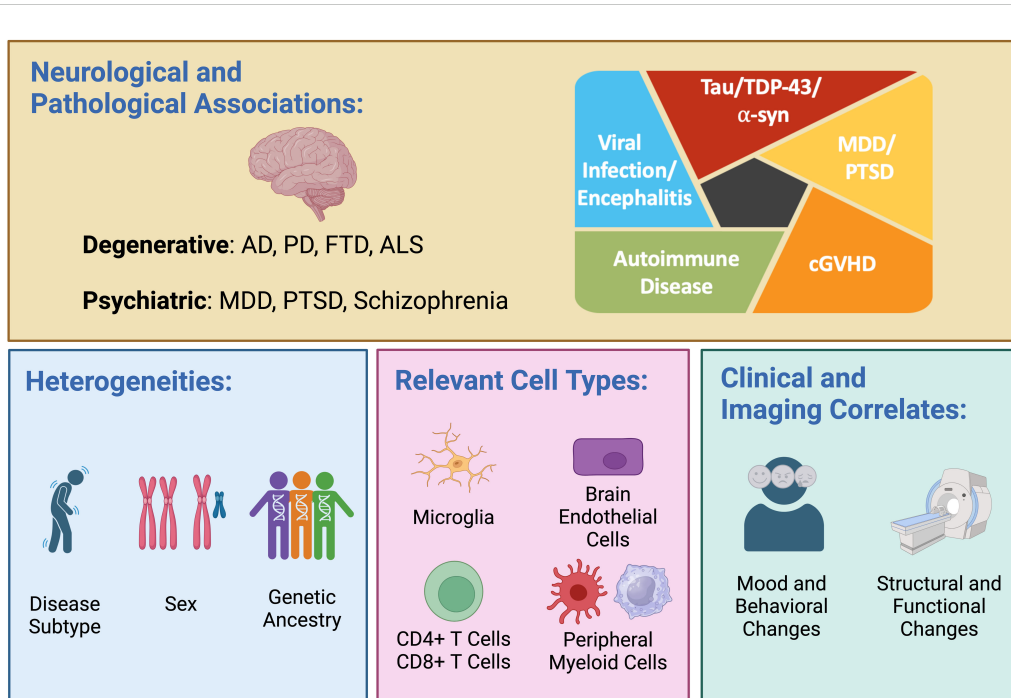 Neurological and
Pathological Associations:
Degenerative: AD, PD, FTD, ALS
Psychiatric: MDD, PTSD, Schizophrenia
Tau/TDP-43/
α-syn
Viral
Infection/
Encephalitis
MDD/
PTSD
Autoimmune
Disease
cGVHD
Heterogeneities:
Disease
Subtype
Sex
Genetic
Ancestry
Relevant Cell Types:
Microglia
Brain
Endothelial
Cells
CD4+ T Cells
CD8+ T Cells
Peripheral
Myeloid Cells
Clinical and
Imaging Correlates:
Mood and
Behavioral
Changes
Structural and
Functional
Changes